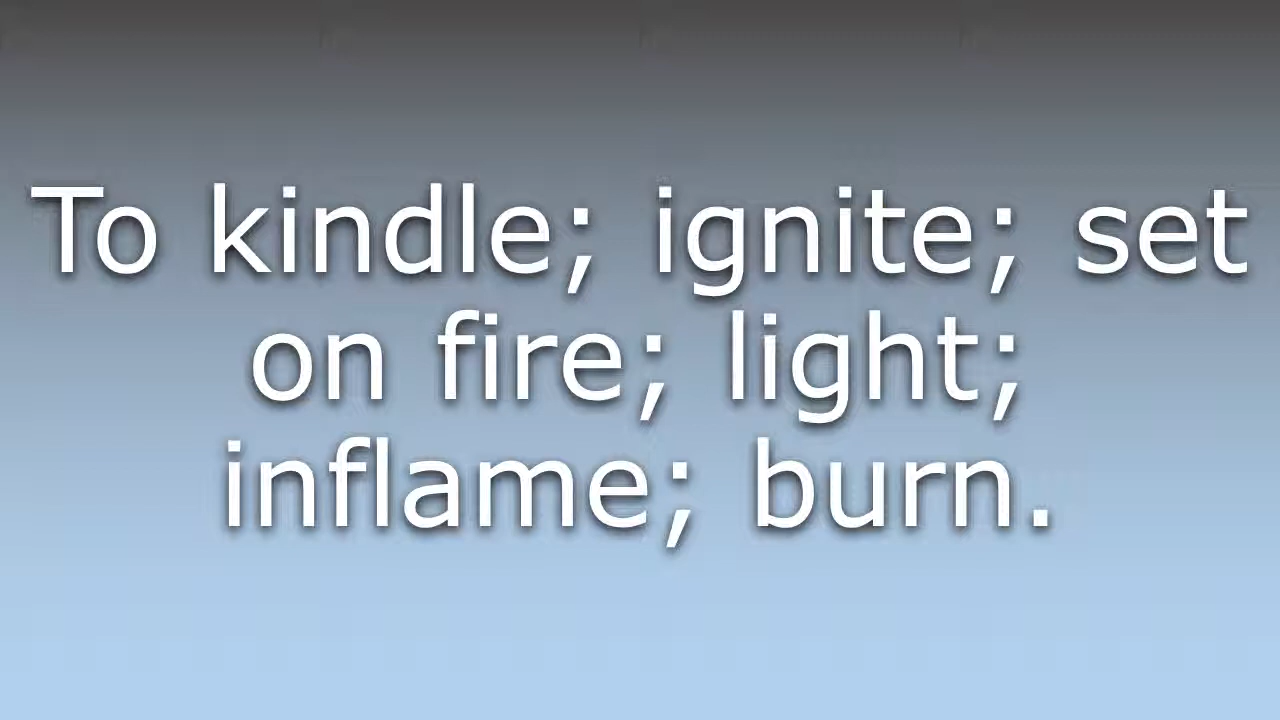 To kindle; ignite; set
on fire; light;
inflame; burn.